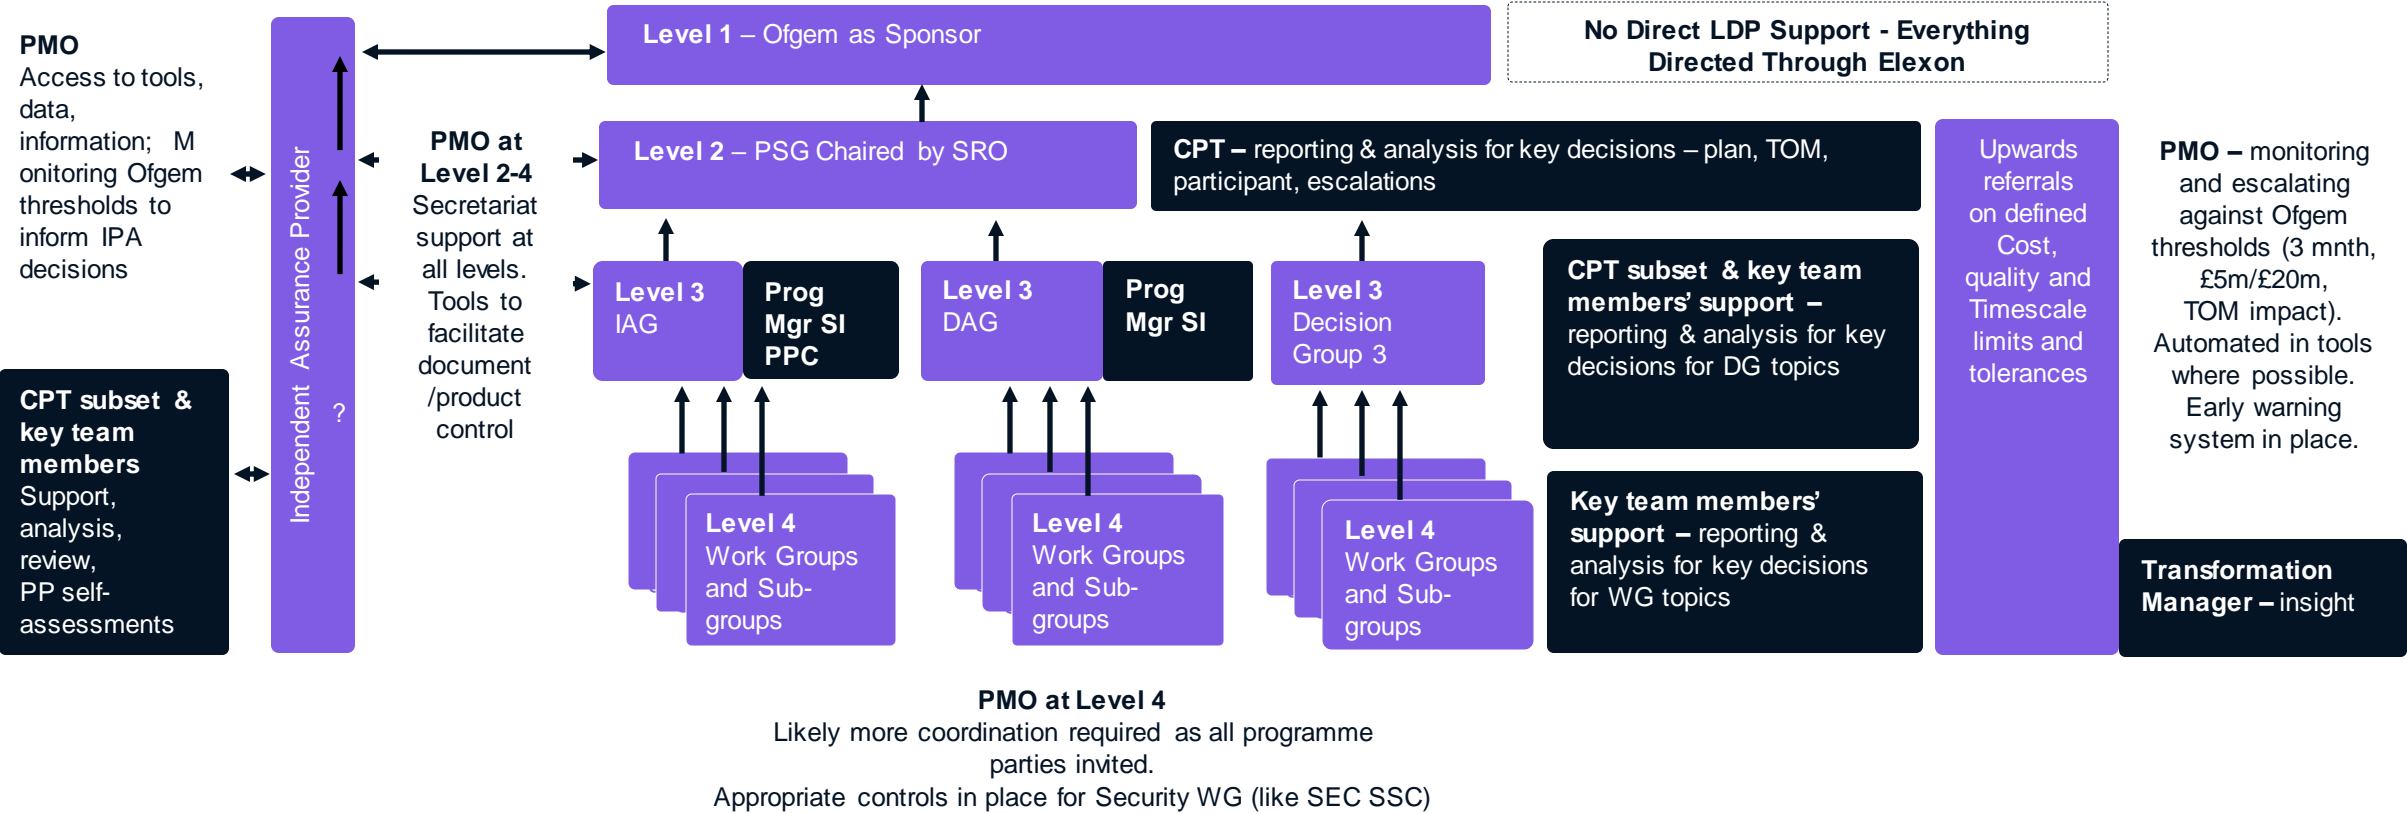 PMO
Access to tools,
data,
information; M
onitoring Ofgem
thresholds to
inform IPA
decisions
CPT subset & 
key team
members
Support,
analysis,
review,
PP self-
assessments
Independent Assurance Provider
?
PMO at
Level 2-4
Secretariat
support at
all levels.
Tools to
facilitate
document
/product
control
Level 1 – Ofgem as Sponsor
No Direct LDP Support - Everything
Directed Through Elexon
Level 2 – PSG Chaired by SRO
CPT – reporting & analysis for key decisions – plan, TOM,
participant, escalations
Level 3
IAG
Prog
Mgr SI
PPC
Level 3
DAG
Prog
Mgr SI
Level 3
Decision
Group 3
CPT subset & key team
members’ support –
reporting & analysis for key
decisions for DG topics
Level 4
Work Groups
and Sub-
groups
Level 4
Work Groups
and Sub-
groups
Level 4
Work Groups
and Sub-
groups
Key team members’
support – reporting &
analysis for key decisions
for WG topics
Upwards
referrals
on defined
Cost,
quality and
Timescale
limits and
tolerances
PMO – monitoring
and escalating
against Ofgem
thresholds (3 mnth,
£5m/£20m,
TOM impact).
Automated in tools
where possible.
Early warning
system in place.
Transformation
Manager – insight
PMO at Level 4
Likely more coordination required as all programme
parties invited.
Appropriate controls in place for Security WG (like SEC SSC)